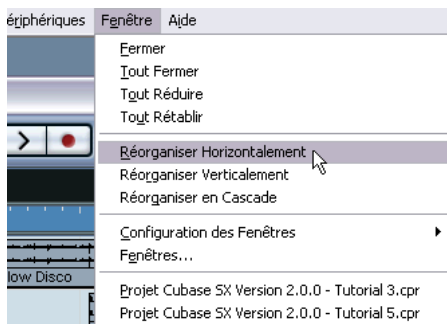 ériphériques Fenêtre Aide
Fermer
Tout Fermer
Tout Réduire
Tout Rétablir
Réorganiser Horizontalement
Réorganiser Verticalement
Réorganiser en Cascade
Configuration des Fenêtres
Fenêtres...
low Disco
Projet Cubase SX Version 2.0.0 - Tutorial 3.cpr
Projet Cubase SX Version 2.0.0 - Tutorial 5.cpr